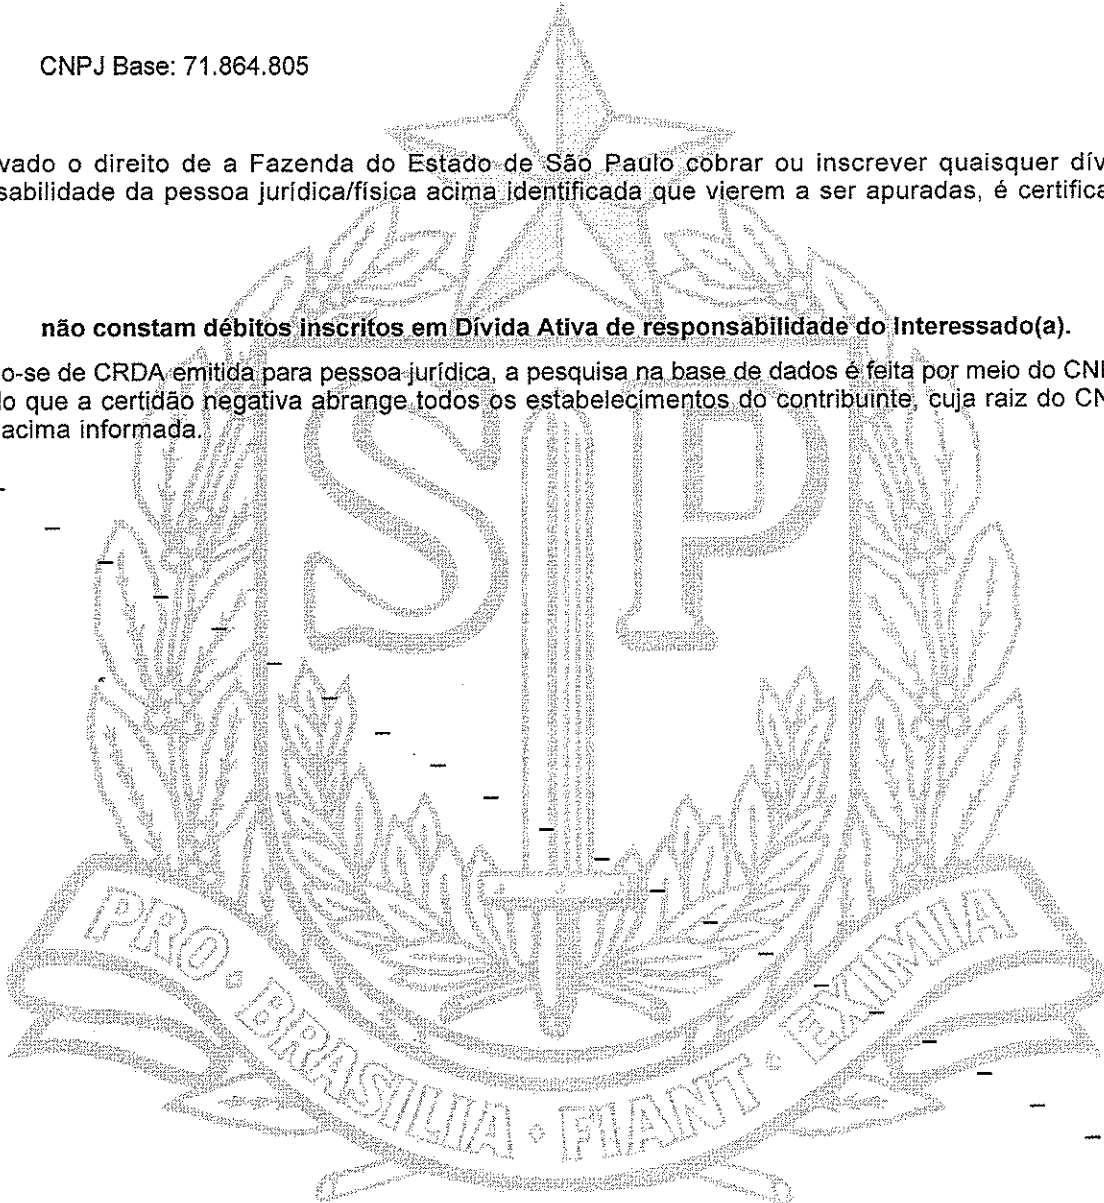 CNPJ Base: 71.864.805
vado o direito de a Fazenda do Estado de São Paulo cobrar ou inscrever quaisquer dív
sabilidade da pessoa jurídica/física acima identificada que vierem a ser apuradas, é certifica
não constam débitos inscritos em Dívida Ativa de responsabilidade do Interessado(a).
o-se de CRDA emitida para pessoa jurídica, a pesquisa na base de dados é feita por meio do CN
lo que a certidão negativa abrange todos os estabelecimentos do contribuinte, cuja raiz do CN
acima informada.
SP
PRO · BRASILIA · FIANT · EXIMIA